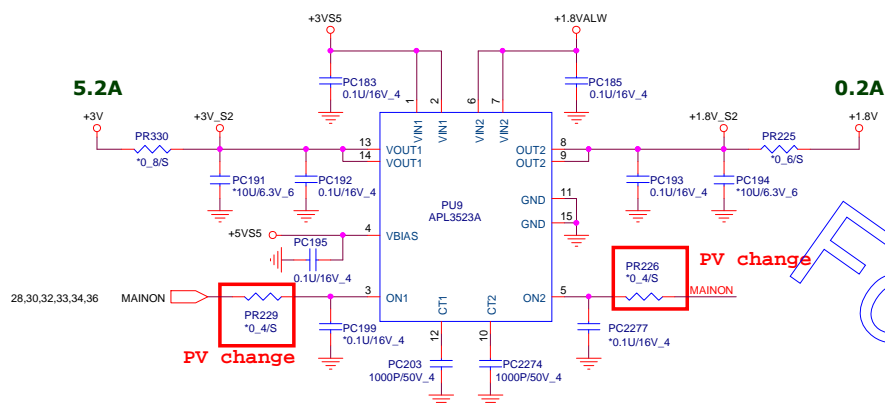 +3VS5
+1.8VALW
5.2A
0.2A
PC183
0.1U/16V_4
PC185
0.1U/16V_4
1
2
6
7
+3V
+3V_S2
+1.8V_S2
+1.8V
VIN1
VIN1
VIN2
VIN2
PR330
*0_8/S
PR225
*0_6/S
13
VOUT1
14
VOUT1
8
OUT2
9
OUT2
PC191
*10U/6.3V_6
PC192
0.1U/16V_4
PC193
0.1U/16V_4
PC194
*10U/6.3V_6
PU9
APL3523A
GND
11
GND
15
+5VS5
4
VBIAS
PC195
0.1U/16V_4
PV change
PR226
*0_4/S
28,30,32,33,34,36
MAINON
3
ON1
ON2
5
MAINON
PR229
*0_4/S
PV change
PC199
*0.1U/16V_4
CT1
CT2
12
10
PC2277
*0.1U/16V_4
PC203
1000P/50V_4
PC2274
1000P/50V_4